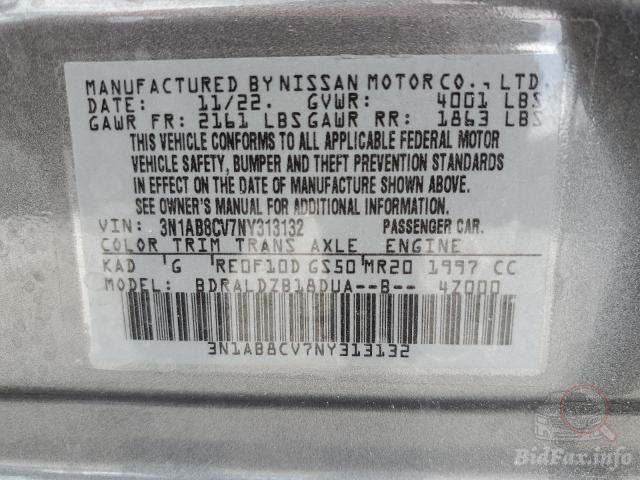 MANUFACTURED BY NISSAN MOTOR CO., LTD.
DATE: 11/22. GVWR: 4001 LBS
GAWR FR: 2161 LBS GAWR RR: 1863 LBS
THIS VEHICLE CONFORMS TO ALL APPLICABLE FEDERAL MOTOR
VEHICLE SAFETY, BUMPER AND THEFT PREVENTION STANDARDS
IN EFFECT ON THE DATE OF MANUFACTURE SHOWN ABOVE.
SEE OWNER'S MANUAL FOR ADDITIONAL INFORMATION.
VIN: 3N1AB8CV7NY313132 PASSENGER CAR.
COLOR TRIM TRANS AXLE ENGINE
KAD G RE0F10D GS50 MR20 1997 CC
MODEL: BDRALDZB18DUA--B-- 4Z000
3N1AB8CV7NY313132
BidFax.info